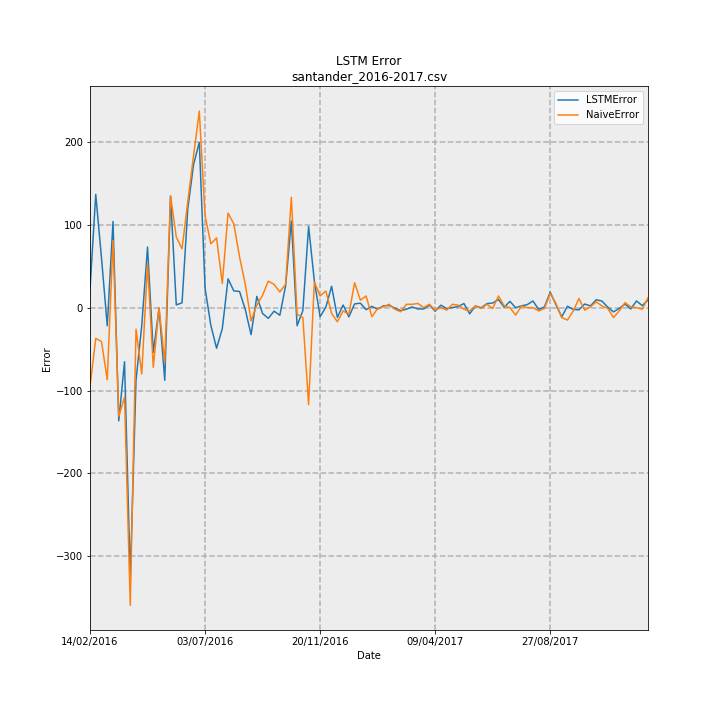 LSTM Error
santander_2016-2017.csv
LSTMError
NaiveError
200
100
0
−100
−200
−300
Error
14/02/2016
03/07/2016
20/11/2016
09/04/2017
27/08/2017
Date